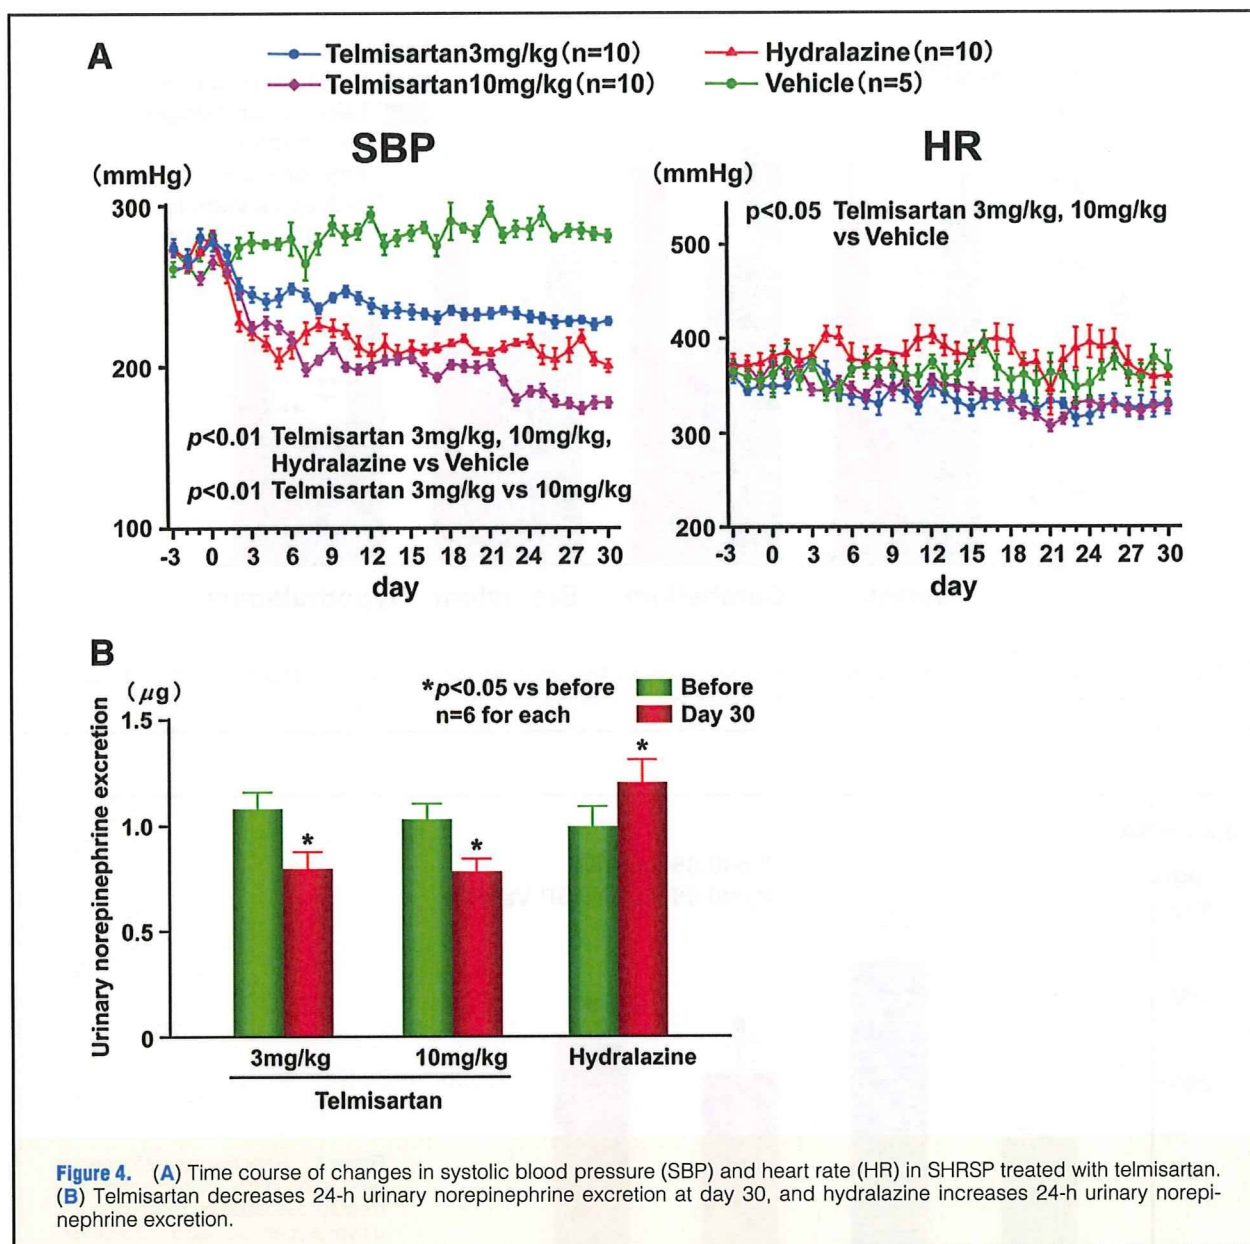 A
Telmisartan3mg/kg(n=10)
Hydralazine(n=10)
Telmisartan10mg/kg(n=10)
Vehicle(n=5)
SBP
(mmHg)
300
200
100
p<0.01 Telmisartan 3mg/kg, 10mg/kg,
Hydralazine vs Vehicle
p<0.01 Telmisartan 3mg/kg vs 10mg/kg
-3 0 3 6 9 12 15 18 21 24 27 30
day
HR
(mmHg)
p<0.05 Telmisartan 3mg/kg, 10mg/kg
vs Vehicle
500
400
300
200
-3 0 3 6 9 12 15 18 21 24 27 30
day
B
(μg)
*p<0.05 vs before
n=6 for each
Before
Day 30
Urinary norepinephrine excretion
1.5
1.0
0.5
0
*
*
*
3mg/kg 10mg/kg Hydralazine
Telmisartan
Figure 4. (A) Time course of changes in systolic blood pressure (SBP) and heart rate (HR) in SHRSP treated with telmisartan.
(B) Telmisartan decreases 24-h urinary norepinephrine excretion at day 30, and hydralazine increases 24-h urinary norepi-
nephrine excretion.